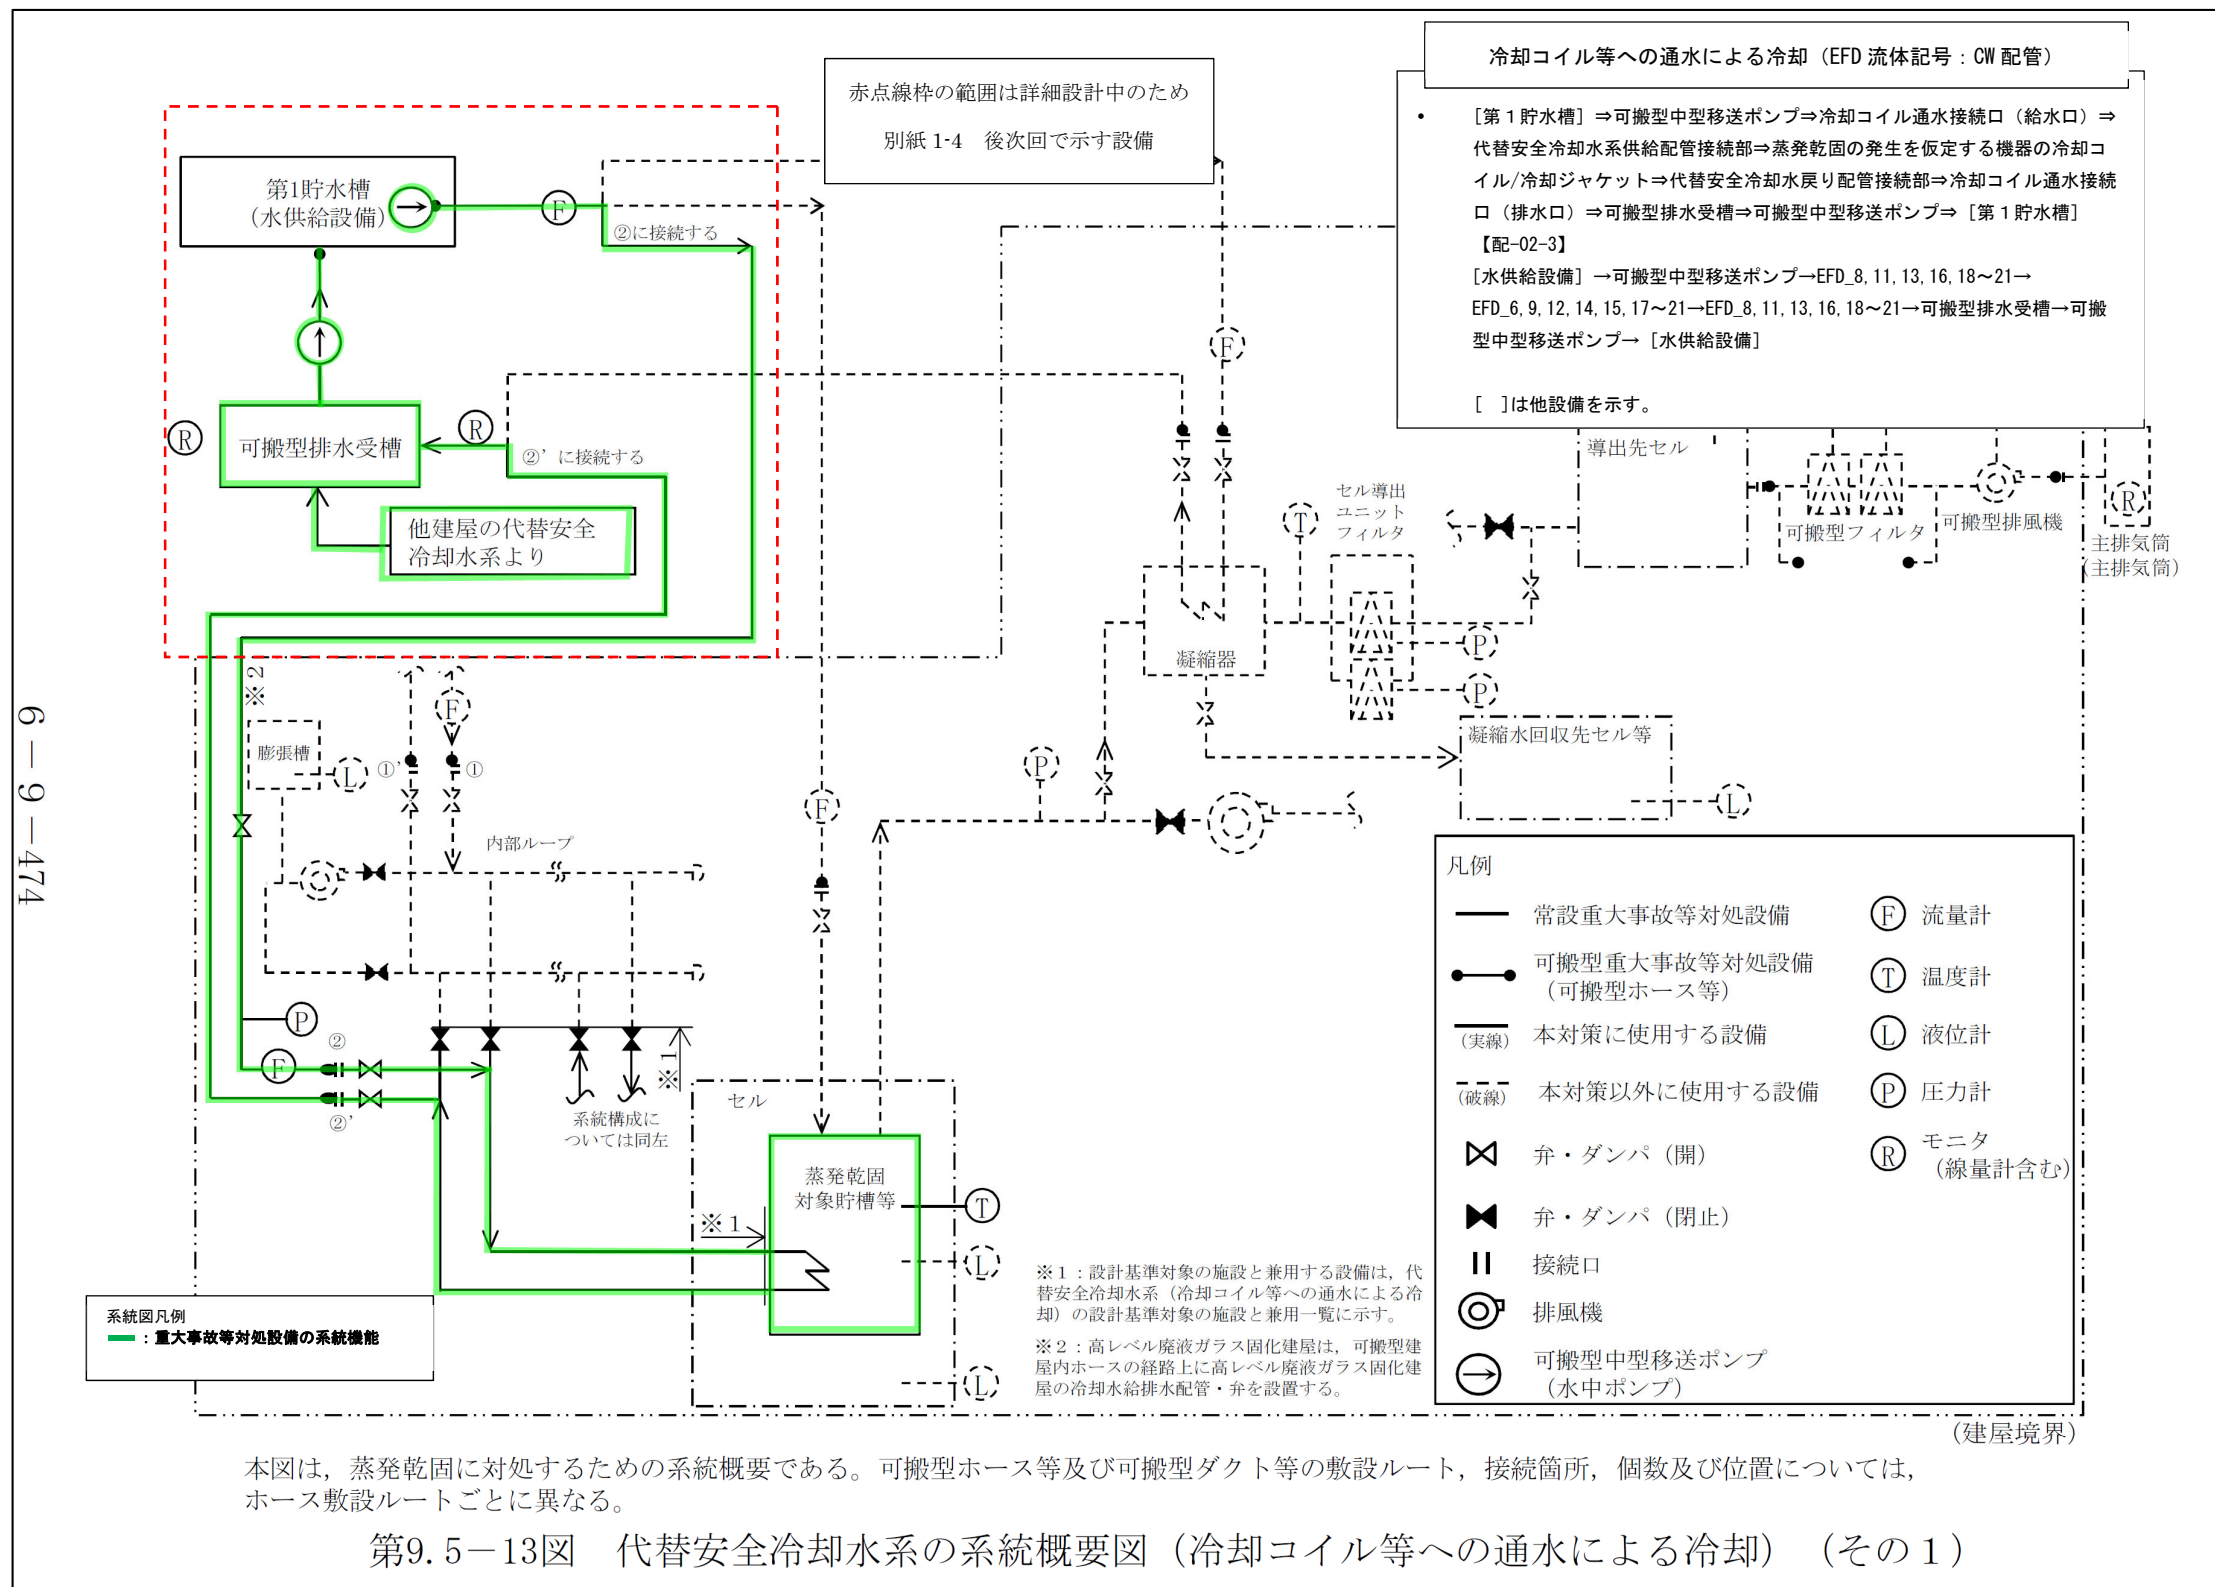 冷却コイル等への通水による冷却（EFD 流体記号：CW 配管）
• ［第１貯水槽］⇒可搬型中型移送ポンプ⇒冷却コイル通水接続口（給水口）⇒
代替安全冷却水系供給配管接続部⇒蒸発乾固の発生を仮定する機器の冷却コ
イル/冷却ジャケット⇒代替安全冷却水戻り配管接続部⇒冷却コイル通水接続
口（排水口）⇒可搬型排水受槽⇒可搬型中型移送ポンプ⇒［第１貯水槽］
【配-02-3】
［水供給設備］→可搬型中型移送ポンプ→EFD_8,11,13,16,18～21→
EFD_6,9,12,14,15,17～21→EFD_8,11,13,16,18～21→可搬型排水受槽→可搬
型中型移送ポンプ→［水供給設備］
［　］は他設備を示す。
赤点線枠の範囲は詳細設計中のため
別紙 1-4　後次回で示す設備
第1貯水槽
（水供給設備）
F
②に接続する
F
R
可搬型排水受槽
R
②’に接続する
他建屋の代替安全
冷却水系より
導出先セル
セル導出
ユニット
フィルタ
T
可搬型フィルタ
可搬型排風機
R
主排気筒
（主排気筒）
凝縮器
P
P
凝縮水回収先セル等
L
P
F
※2
膨張槽
L
F
①’
①
内部ループ
P
F
②
②’
※1
系統構成に
ついては同左
セル
蒸発乾固
対象貯槽等
※1
T
L
L
※１：設計基準対象の施設と兼用する設備は，代
替安全冷却水系（冷却コイル等への通水による冷
却）の設計基準対象の施設と兼用一覧に示す。
※２：高レベル廃液ガラス固化建屋は，可搬型建
屋内ホースの経路上に高レベル廃液ガラス固化建
屋の冷却水給排水配管・弁を設置する。
凡例
常設重大事故等対処設備
可搬型重大事故等対処設備
（可搬型ホース等）
（実線）
本対策に使用する設備
（破線）
本対策以外に使用する設備
弁・ダンパ（開）
弁・ダンパ（閉止）
接続口
排風機
可搬型中型移送ポンプ
（水中ポンプ）
F 流量計
T 温度計
L 液位計
P 圧力計
R モニタ
（線量計含む）
系統図凡例
：重大事故等対処設備の系統機能
（建屋境界）
本図は，蒸発乾固に対処するための系統概要である。可搬型ホース等及び可搬型ダクト等の敷設ルート，接続箇所，個数及び位置については，
ホース敷設ルートごとに異なる。
第9.5－13図　代替安全冷却水系の系統概要図（冷却コイル等への通水による冷却）（その１）
6－9－474